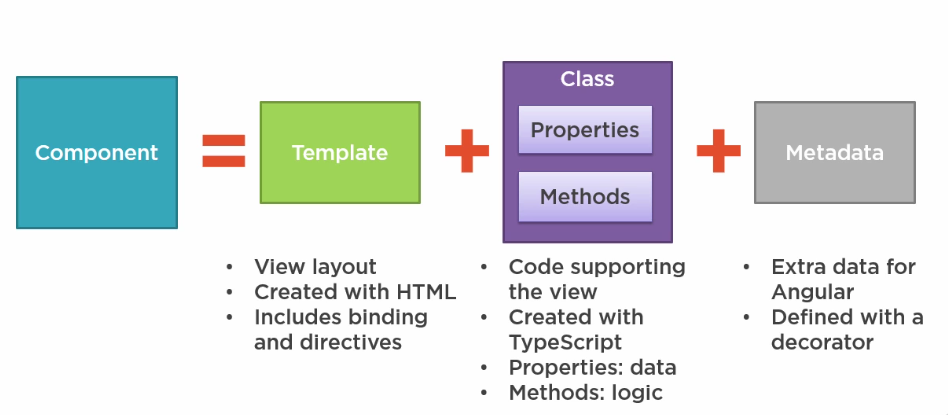 Component
Template
Class
Properties
Methods
Metadata
• View layout
• Created with HTML
• Includes binding
and directives
• Code supporting
the view
• Created with
TypeScript
• Properties: data
• Methods: logic
• Extra data for
Angular
• Defined with a
decorator